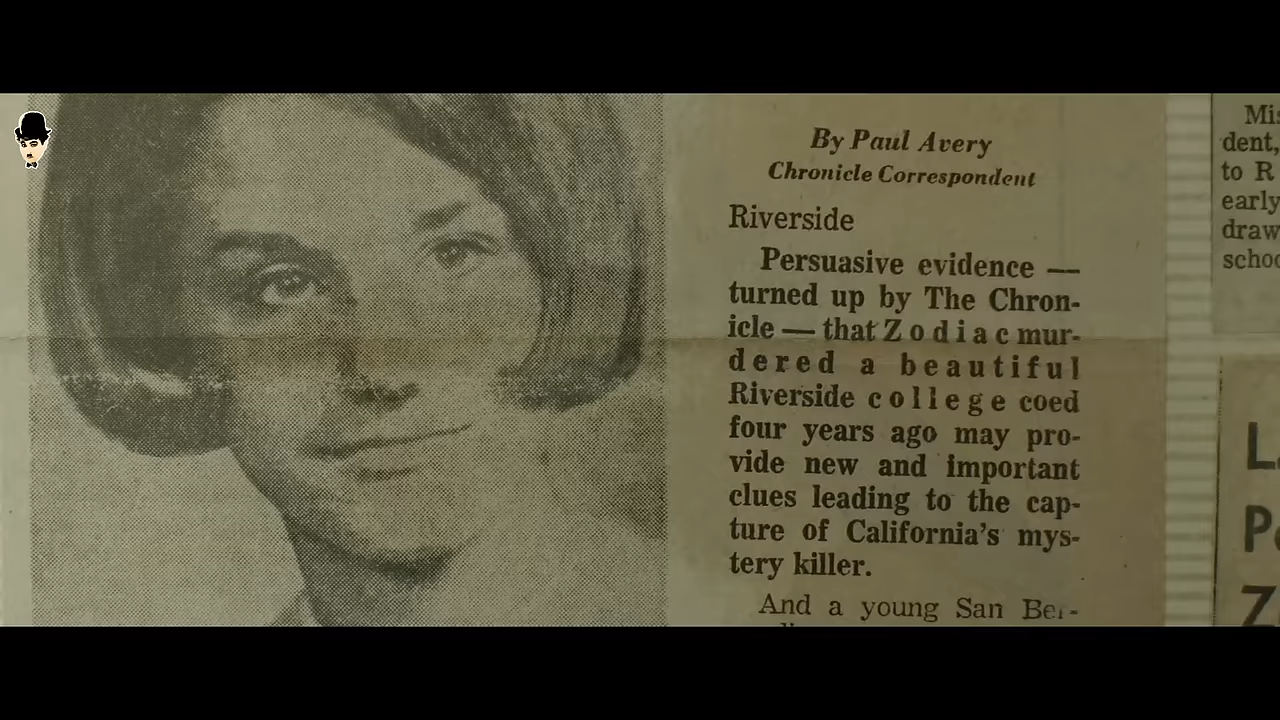 By Paul Avery
Chronicle Correspondent
Riverside
Persuasive evidence —
turned up by The Chron-
icle — that Zodiac mur-
dered a beautiful
Riverside college coed
four years ago may pro-
vide new and important
clues leading to the cap-
ture of California's mys-
tery killer.
And a young San Ber-
Mis
dent,
to R
early
draw
schoo
L
P
Z